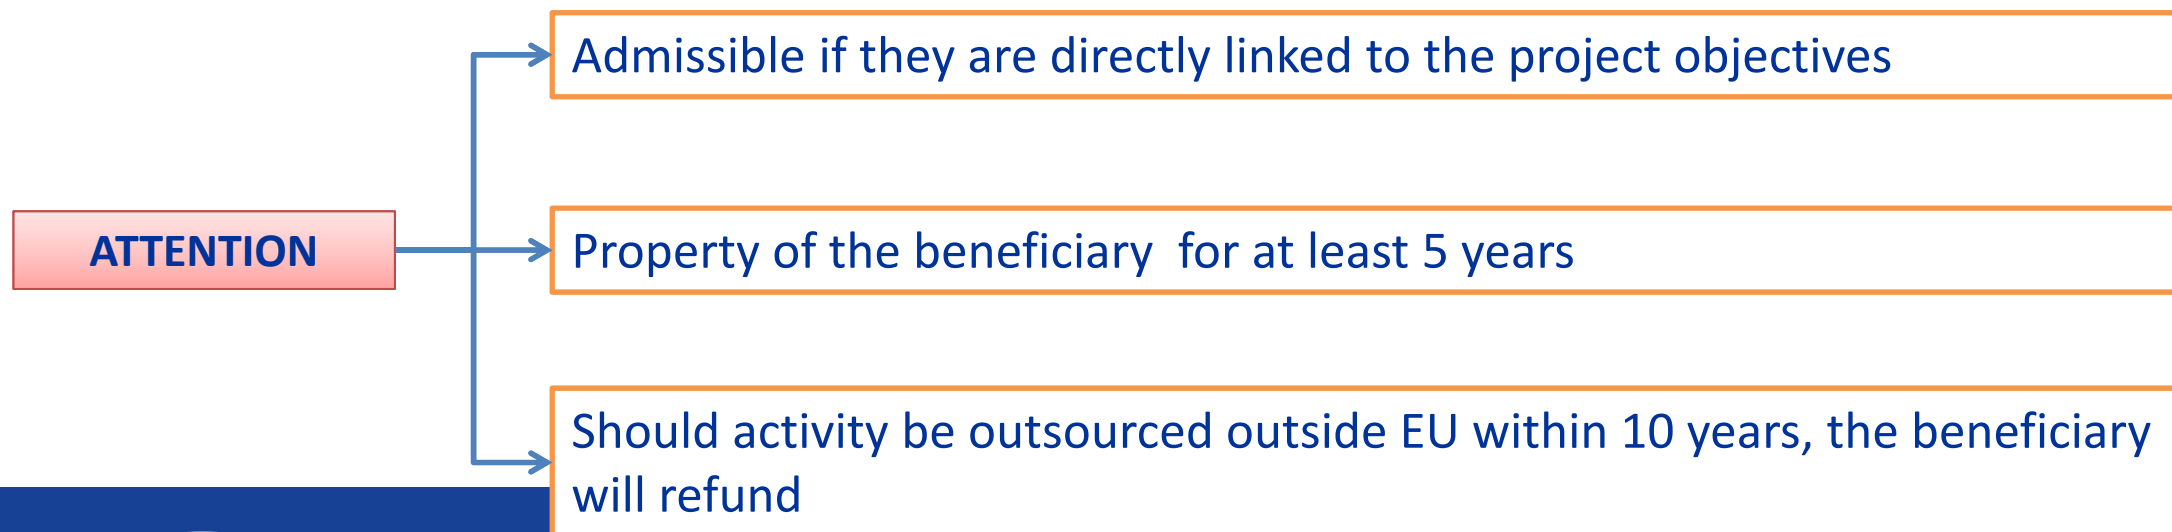 Admissible if they are directly linked to the project objectives
ATTENTION
Property of the beneficiary  for at least 5 years
Should activity be outsourced outside EU within 10 years, the beneficiary
will refund